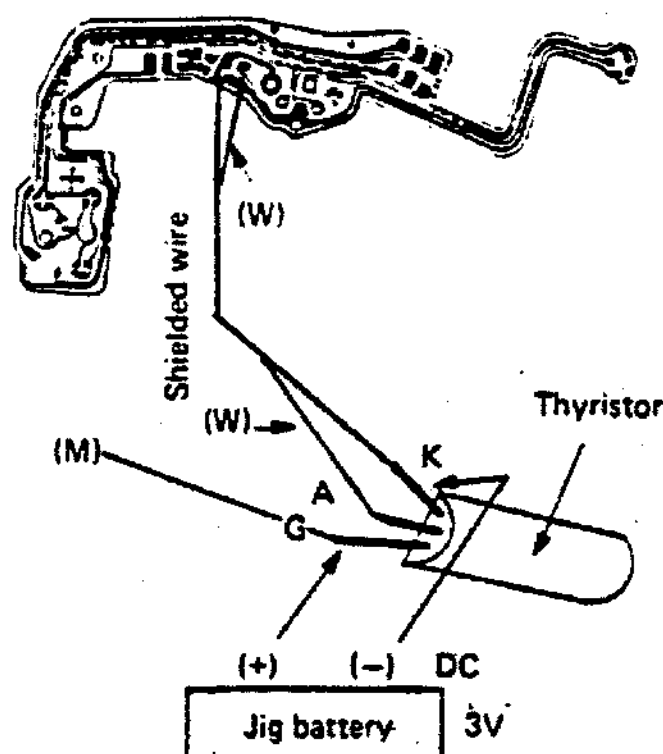 (W)
Shielded wire
(W)
Thyristor
(M)
K
A
G
(+) (−) DC
Jig battery 3V